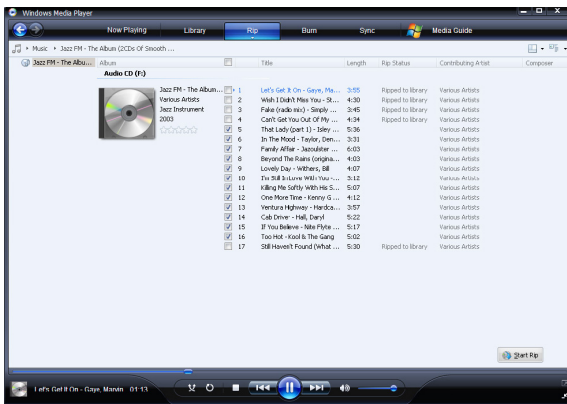 Windows Media Player
Now Playing Library Rip Burn Sync Media Guide
Music Jazz FM - The Album (2CDs Of Smooth ...
Jazz FM - The Albu... Album Title Length Rip Status Contributing Artist Composer
Audio CD (F:)
Jazz FM - The Album... 1 Let's Get It On - Gaye, Ma... 3:55 Ripped to library Various Artists
Various Artists 2 Wish I Didn't Miss You - St... 4:30 Ripped to library Various Artists
Jazz Instrument 3 Fake (radio mix) - Simply ... 3:45 Ripped to library Various Artists
2003 4 Can't Get You Out Of My ... 4:34 Ripped to library Various Artists
5 That Lady (part 1) - Isley ... 5:36 Various Artists
6 In The Mood - Taylor, Den... 3:31 Various Artists
7 Family Affair - Jazoulster ... 6:03 Various Artists
8 Beyond The Rains (origina... 4:03 Various Artists
9 Lovely Day - Withers, Bill 4:07 Various Artists
10 I'm Still In Love With You -... 3:12 Various Artists
11 Killing Me Softly With His S... 5:07 Various Artists
12 One More Time - Kenny G ... 4:12 Various Artists
13 Ventura Highway - Hardca... 3:57 Various Artists
14 Cab Driver - Hall, Daryl 5:22 Various Artists
15 If You Believe - Nite Flyte ... 5:17 Various Artists
16 Too Hot - Kool & The Gang 5:02 Various Artists
17 Still Haven't Found (What ... 5:30 Ripped to library Various Artists
Start Rip
Let's Get It On - Gaye, Marvin 01:13